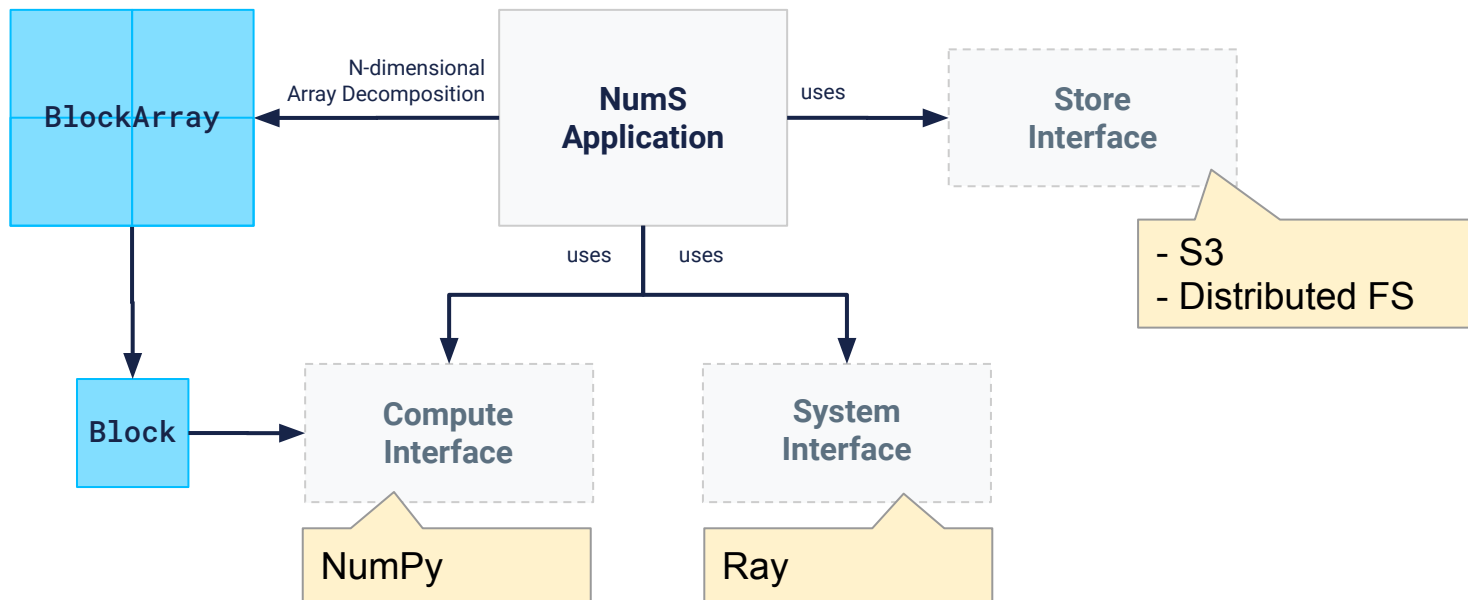 BlockArray
N-dimensional
Array Decomposition
NumS
Application
uses
Store
Interface
- S3
- Distributed FS
uses
uses
Block
Compute
Interface
System
Interface
NumPy
Ray